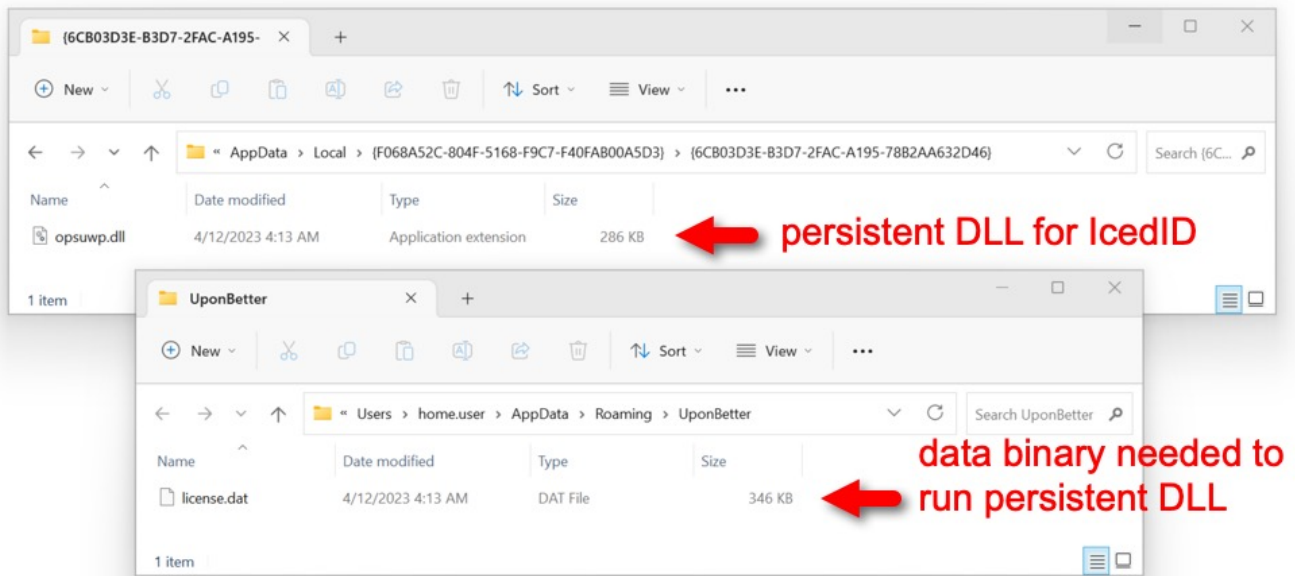 {6CB03D3E-B3D7-2FAC-A195-
New
Sort
View
« AppData > Local > {F068A52C-804F-5168-F9C7-F40FAB00A5D3} > {6CB03D3E-B3D7-2FAC-A195-78B2AA632D46}
Search {6C...
Name Date modified Type Size
opsuwp.dll 4/12/2023 4:13 AM Application extension 286 KB
persistent DLL for IcedID
1 item
UponBetter
New
Sort
View
« Users > home.user > AppData > Roaming > UponBetter
Search UponBetter
Name Date modified Type Size
license.dat 4/12/2023 4:13 AM DAT File 346 KB
data binary needed to
run persistent DLL
1 item